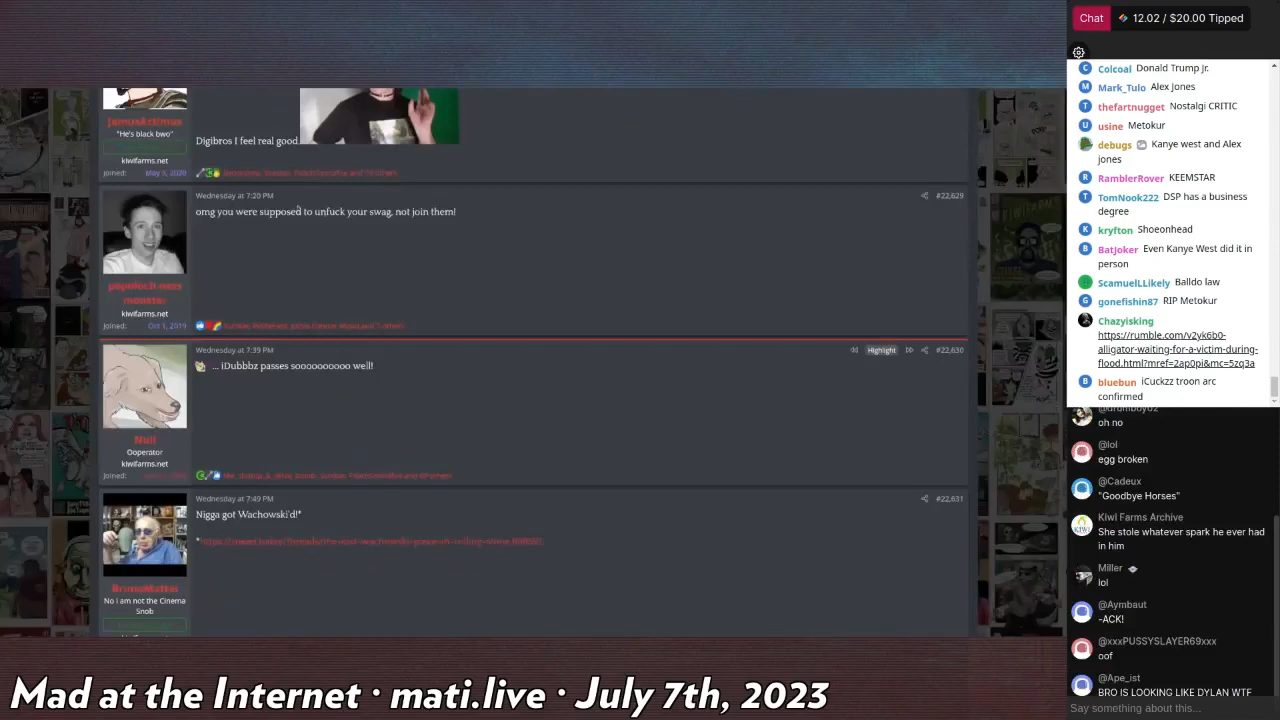 JamusActimus
"He's black bwo"
kiwifarms.net
Joined:
May 3, 2020
Digibros I feel real good
Wednesday at 7:20 PM
#22,629
omg you were supposed to unfuck your swag, not join them!
kiwifarms.net
Joined:
Oct 1, 2019
Wednesday at 7:39 PM
Highlight
#22,630
... iDubbbz passes soooooooooo well!
Null
Ooperator
kiwifarms.net
Joined:
Wednesday at 7:49 PM
#22,631
Nigga got Wachowski'd!*
No I am not the Cinema
Snob
Mad at the Internet · mati.live · July 7th, 2023
Chat
12.02 / $20.00 Tipped
Colcoal Donald Trump Jr.
Mark_Tulo Alex Jones
thefartnugget Nostalgi CRITIC
usine Metokur
debugs Kanye west and Alex
jones
RamblerRover KEEMSTAR
TomNook222 DSP has a business
degree
kryfton Shoeonhead
BatJoker Even Kanye West did it in
person
ScamuelLLikely Balldo law
gonefishin87 RIP Metokur
Chazyisking
https://rumble.com/v2yk6b0-
alligator-waiting-for-a-victim-during-
flood.html?mref=2ap0pi&mc=5zq3a
bluebun iCuckzz troon arc
confirmed
@drumboy02
oh no
@lol
egg broken
@Cadeux
"Goodbye Horses"
Kiwi Farms Archive
She stole whatever spark he ever had
in him
Miller
lol
@Aymbaut
-ACK!
@xxxPUSSYSLAYER69xxx
oof
@Ape_ist
BRO IS LOOKING LIKE DYLAN WTF
Say something about this...